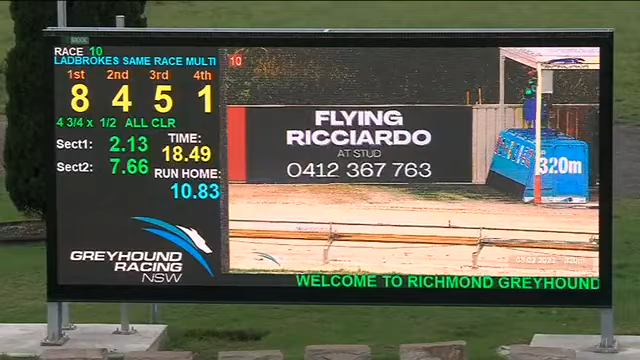 RACE 10
LADBROKES SAME RACE MULTI
1st 2nd 3rd 4th
8 4 5 1
4 3/4 x 1/2 ALL CLR
Sect1: 2.13
TIME:
18.49
Sect2: 7.66
RUN HOME:
10.83
GREYHOUND
RACING
NSW
10
FLYING
RICCIARDO
AT STUD
0412 367 763
320m
WELCOME TO RICHMOND GREYHOUND